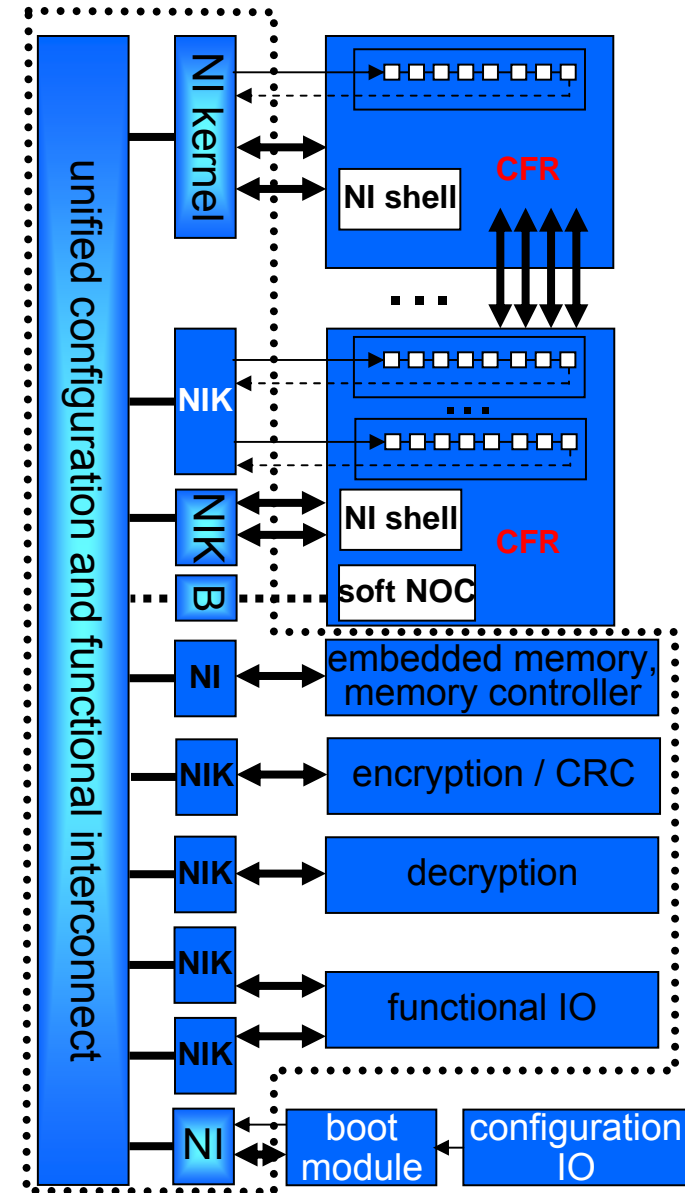 unified configuration and functional interconnect
NI kernel
CFR
NI shell
. . .
NIK
. . .
NIK
NI shell
CFR
B
soft NOC
NI
embedded memory,
memory controller
NIK
encryption / CRC
NIK
decryption
NIK
functional IO
NIK
NI
boot
module
configuration
IO